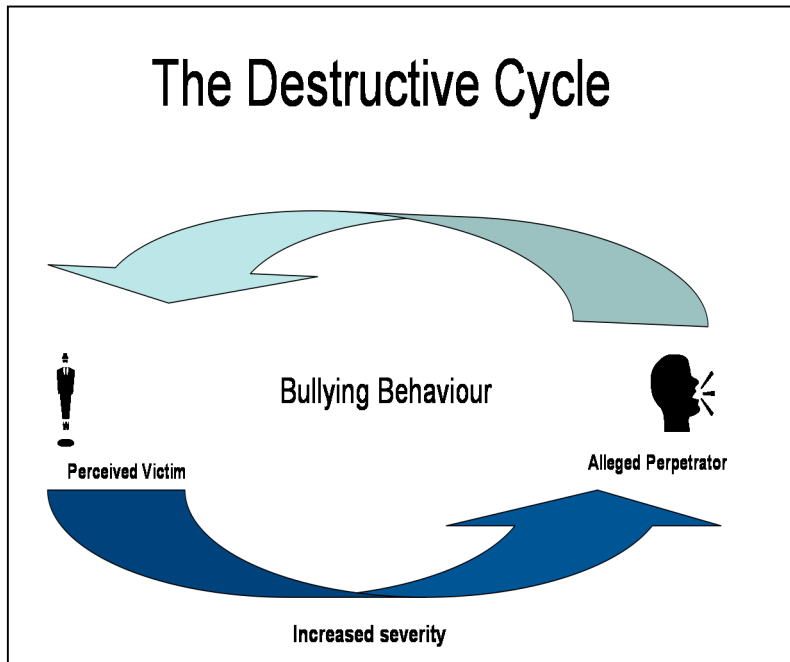 The Destructive Cycle
Bullying Behaviour
Perceived Victim
Alleged Perpetrator
Increased severity